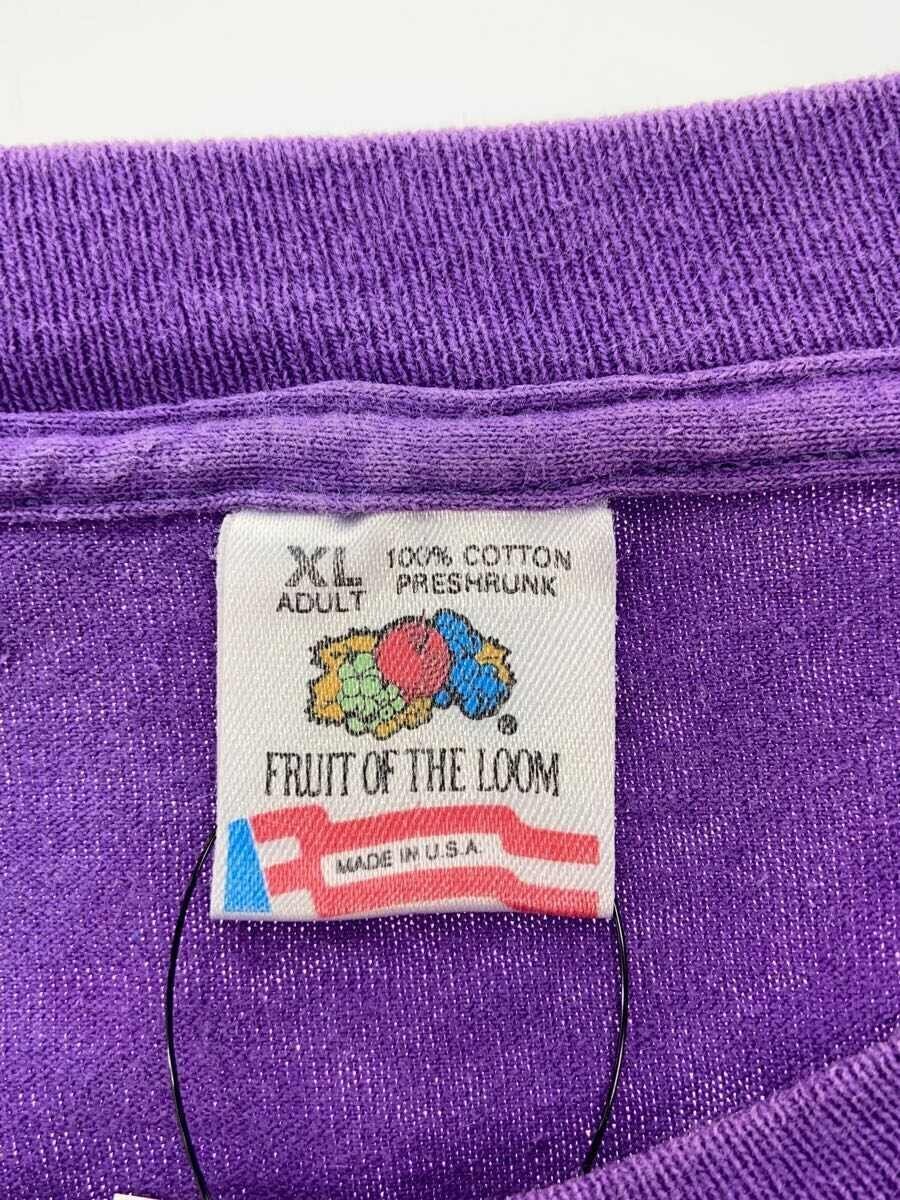 XL 100% COTTON
ADULT PRESHRUNK
®
FRUIT OF THE LOOM
MADE IN U.S.A.